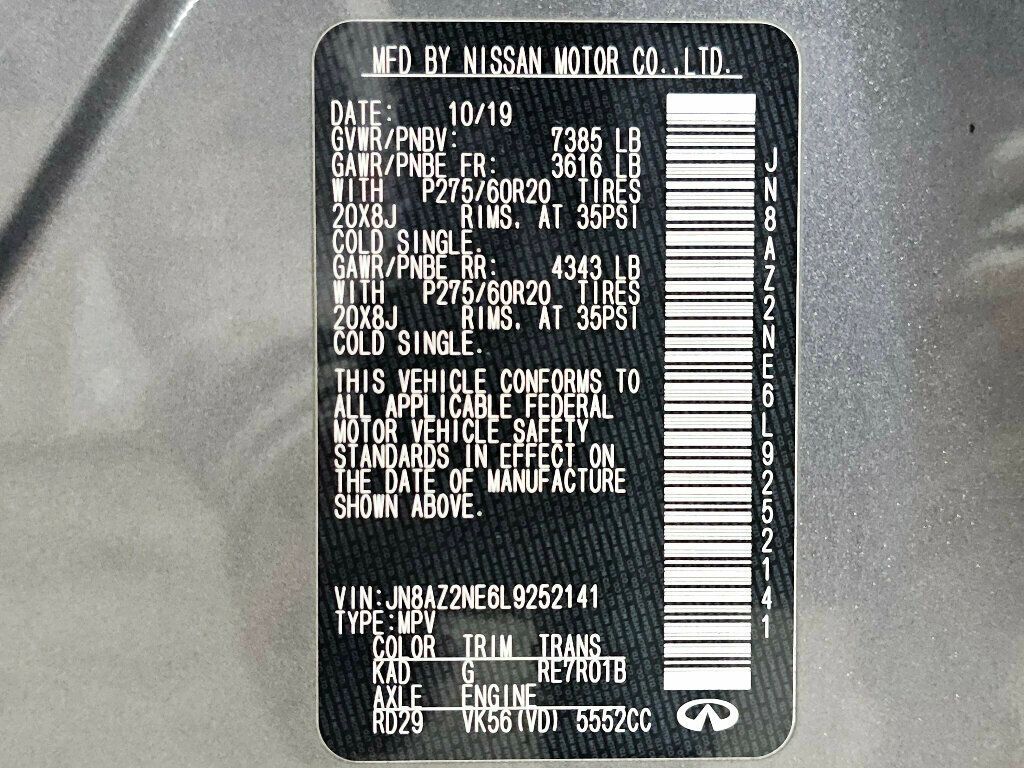 MFD BY NISSAN MOTOR CO.,LTD.
DATE: 10/19
GVWR/PNBV: 7385 LB
GAWR/PNBE FR: 3616 LB
WITH P275/60R20 TIRES
20X8J RIMS. AT 35PSI
COLD SINGLE.
GAWR/PNBE RR: 4343 LB
WITH P275/60R20 TIRES
20X8J RIMS. AT 35PSI
COLD SINGLE.
THIS VEHICLE CONFORMS TO
ALL APPLICABLE FEDERAL
MOTOR VEHICLE SAFETY
STANDARDS IN EFFECT ON
THE DATE OF MANUFACTURE
SHOWN ABOVE.
VIN:JN8AZ2NE6L9252141
TYPE:MPV
COLOR TRIM TRANS
KAD G RE7R01B
AXLE ENGINE
RD29 VK56(VD) 5552CC
JN8AZ2NE6L9252141